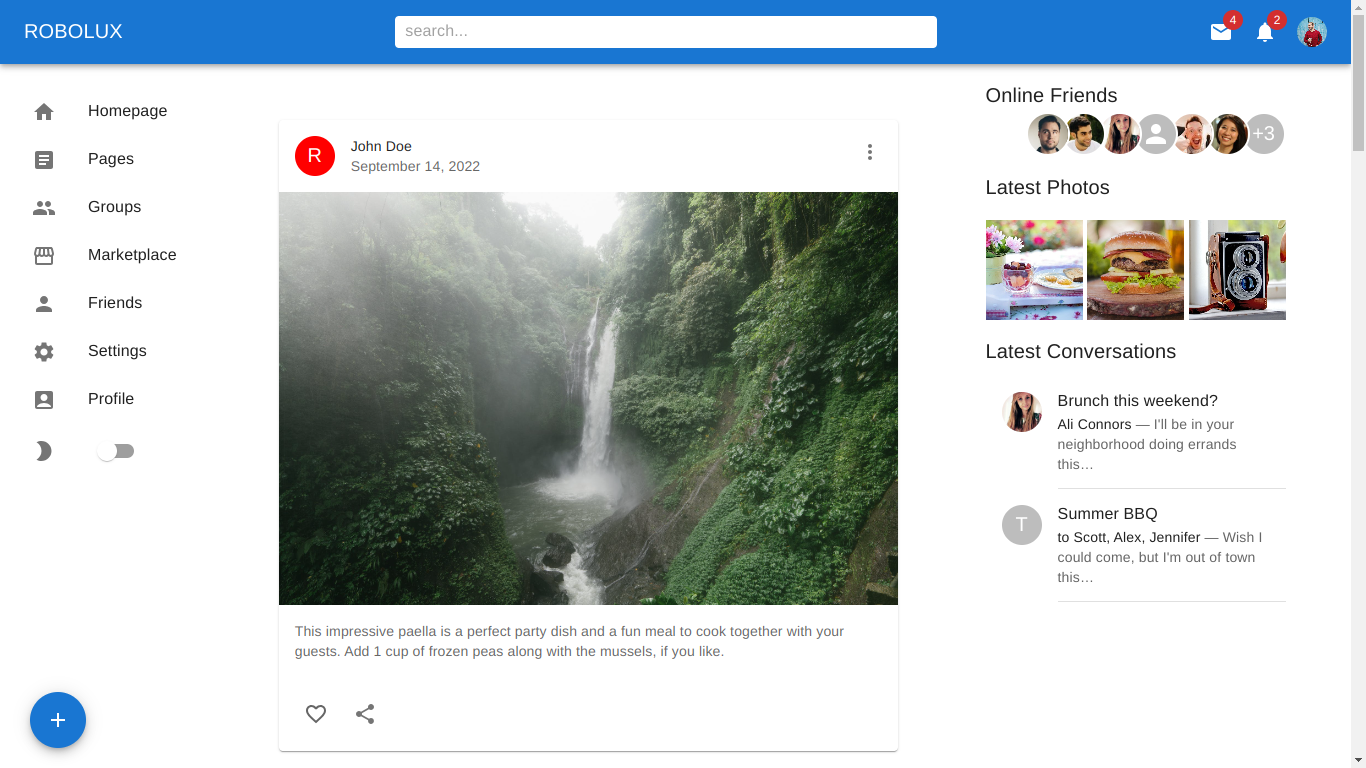 ROBOLUX
search...
4
2
Homepage
Pages
Groups
Marketplace
Friends
Settings
Profile
R
John Doe
September 14, 2022
This impressive paella is a perfect party dish and a fun meal to cook together with your
guests. Add 1 cup of frozen peas along with the mussels, if you like.
Online Friends
+3
Latest Photos
Latest Conversations
Brunch this weekend?
Ali Connors — I'll be in your
neighborhood doing errands
this…
T
Summer BBQ
to Scott, Alex, Jennifer — Wish I
could come, but I'm out of town
this…